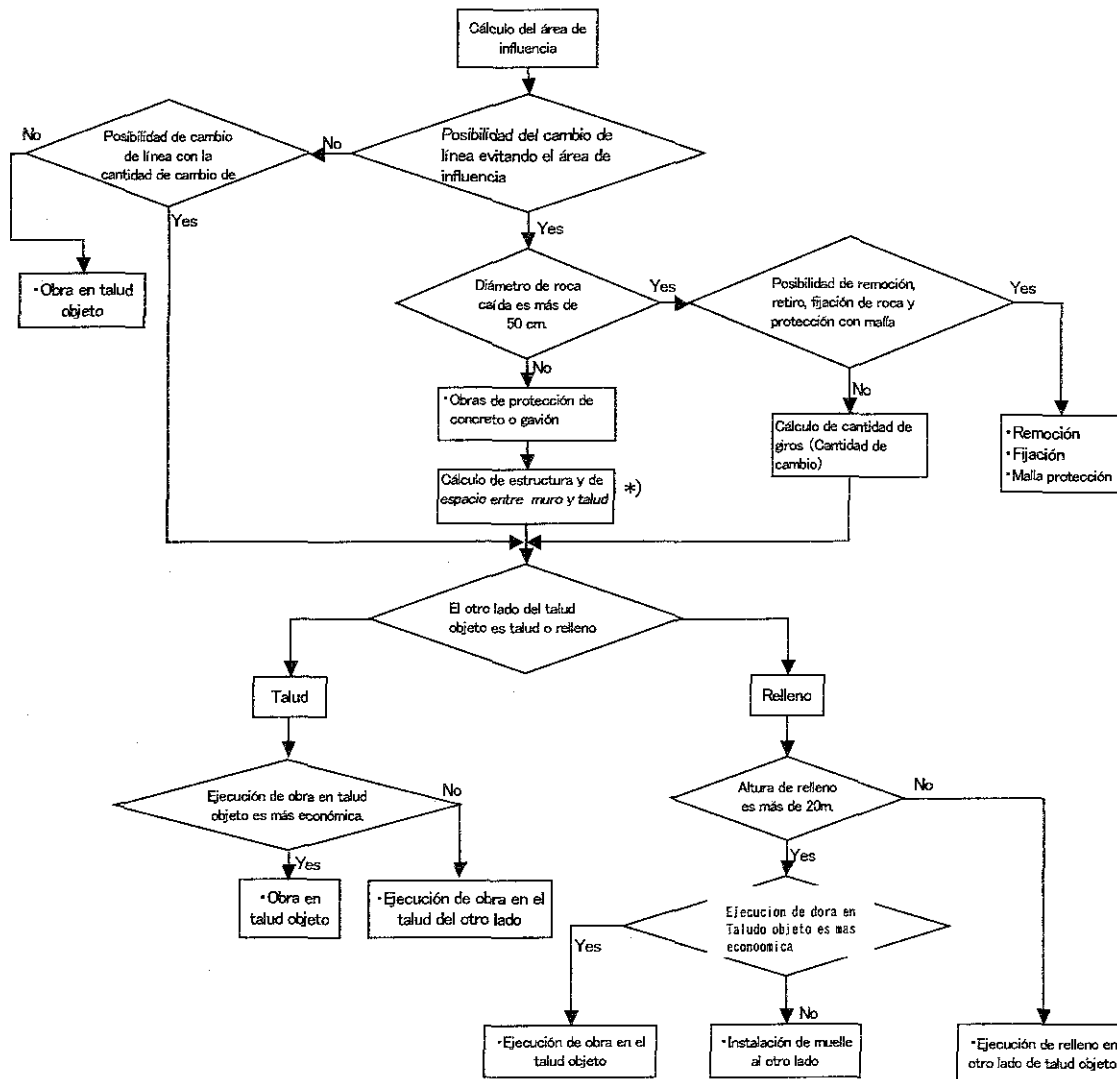 Cálculo del área de
influencia
No
Posibilidad de cambio
de línea con la
cantidad de cambio de
No
Posibilidad del cambio de
línea evitando el área de
influencia
Yes
Yes
•Obra en talud
objeto
Diámetro de roca
caída es más de
50 cm.
Yes
Posibilidad de remoción,
retiro, fijación de roca y
protección con malla
Yes
No
No
•Obras de protección de
concreto o gavión
Cálculo de cantidad de
giros (Cantidad de
cambio)
•Remoción
•Fijación
•Malla protección
Cálculo de estructura y de
espacio entre muro y talud
*)
El otro lado del talud
objeto es talud o relleno
Talud
Relleno
Ejecución de obra en talud
objeto es más económica.
No
Altura de relleno
es más de 20m.
No
Yes
Yes
•Obra en
talud objeto
•Ejecución de obra en el
talud del otro lado
Ejecucion de dora en
Taludo objeto es mas
econoomica
Yes
No
•Ejecución de obra en el
talud objeto
•Instalación de muelle
al otro lado
•Ejecución de relleno en
otro lado de talud objeto